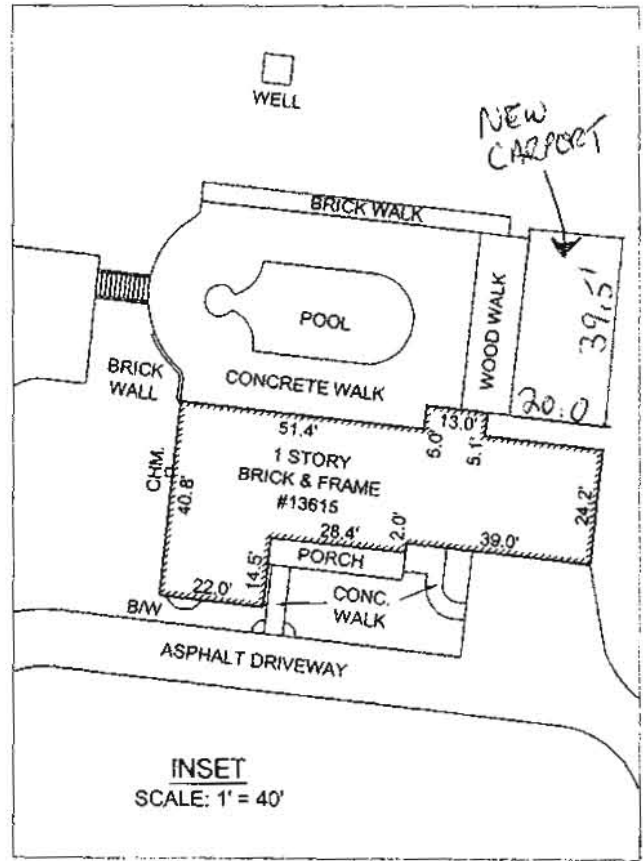 WELL
NEW
CARPORT
BRICK WALK
39.5'
POOL
WOOD WALK
BRICK
WALL
CONCRETE WALK
20.0
13.0'
51.4'
6.0'
5.1'
1 STORY
BRICK & FRAME
#13615
CHM.
40.8'
24.2'
28.4'
2.0'
39.0'
PORCH
14.5'
22.0'
CONC.
WALK
B/W
ASPHALT DRIVEWAY
INSET
SCALE: 1' = 40'